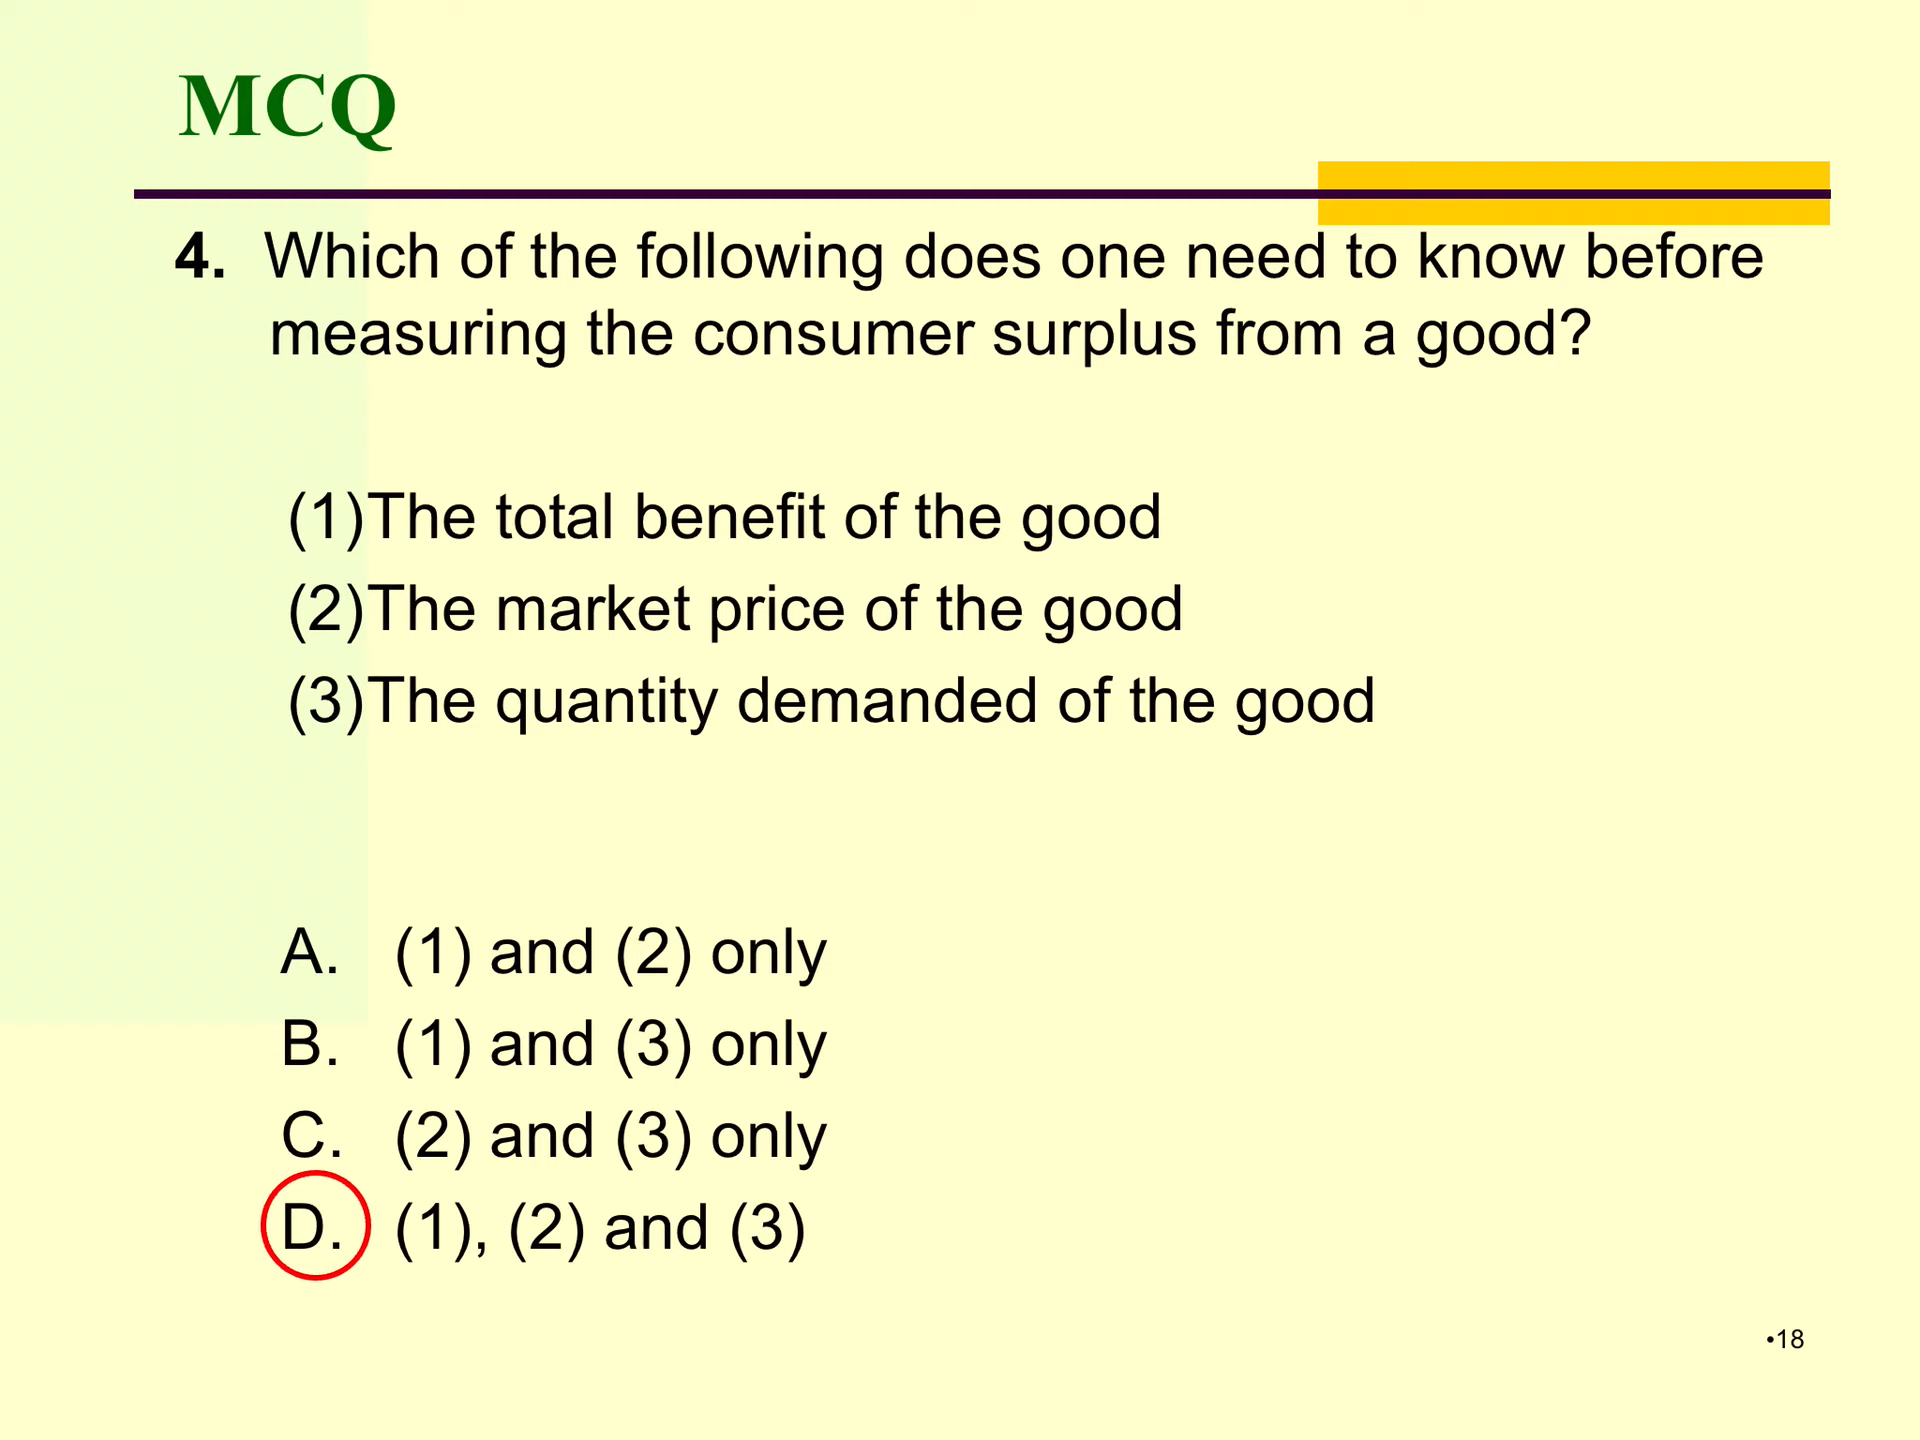 MCQ
4. Which of the following does one need to know before
measuring the consumer surplus from a good?
(1)The total benefit of the good
(2)The market price of the good
(3)The quantity demanded of the good
A. (1) and (2) only
B. (1) and (3) only
C. (2) and (3) only
D. (1), (2) and (3)
•18